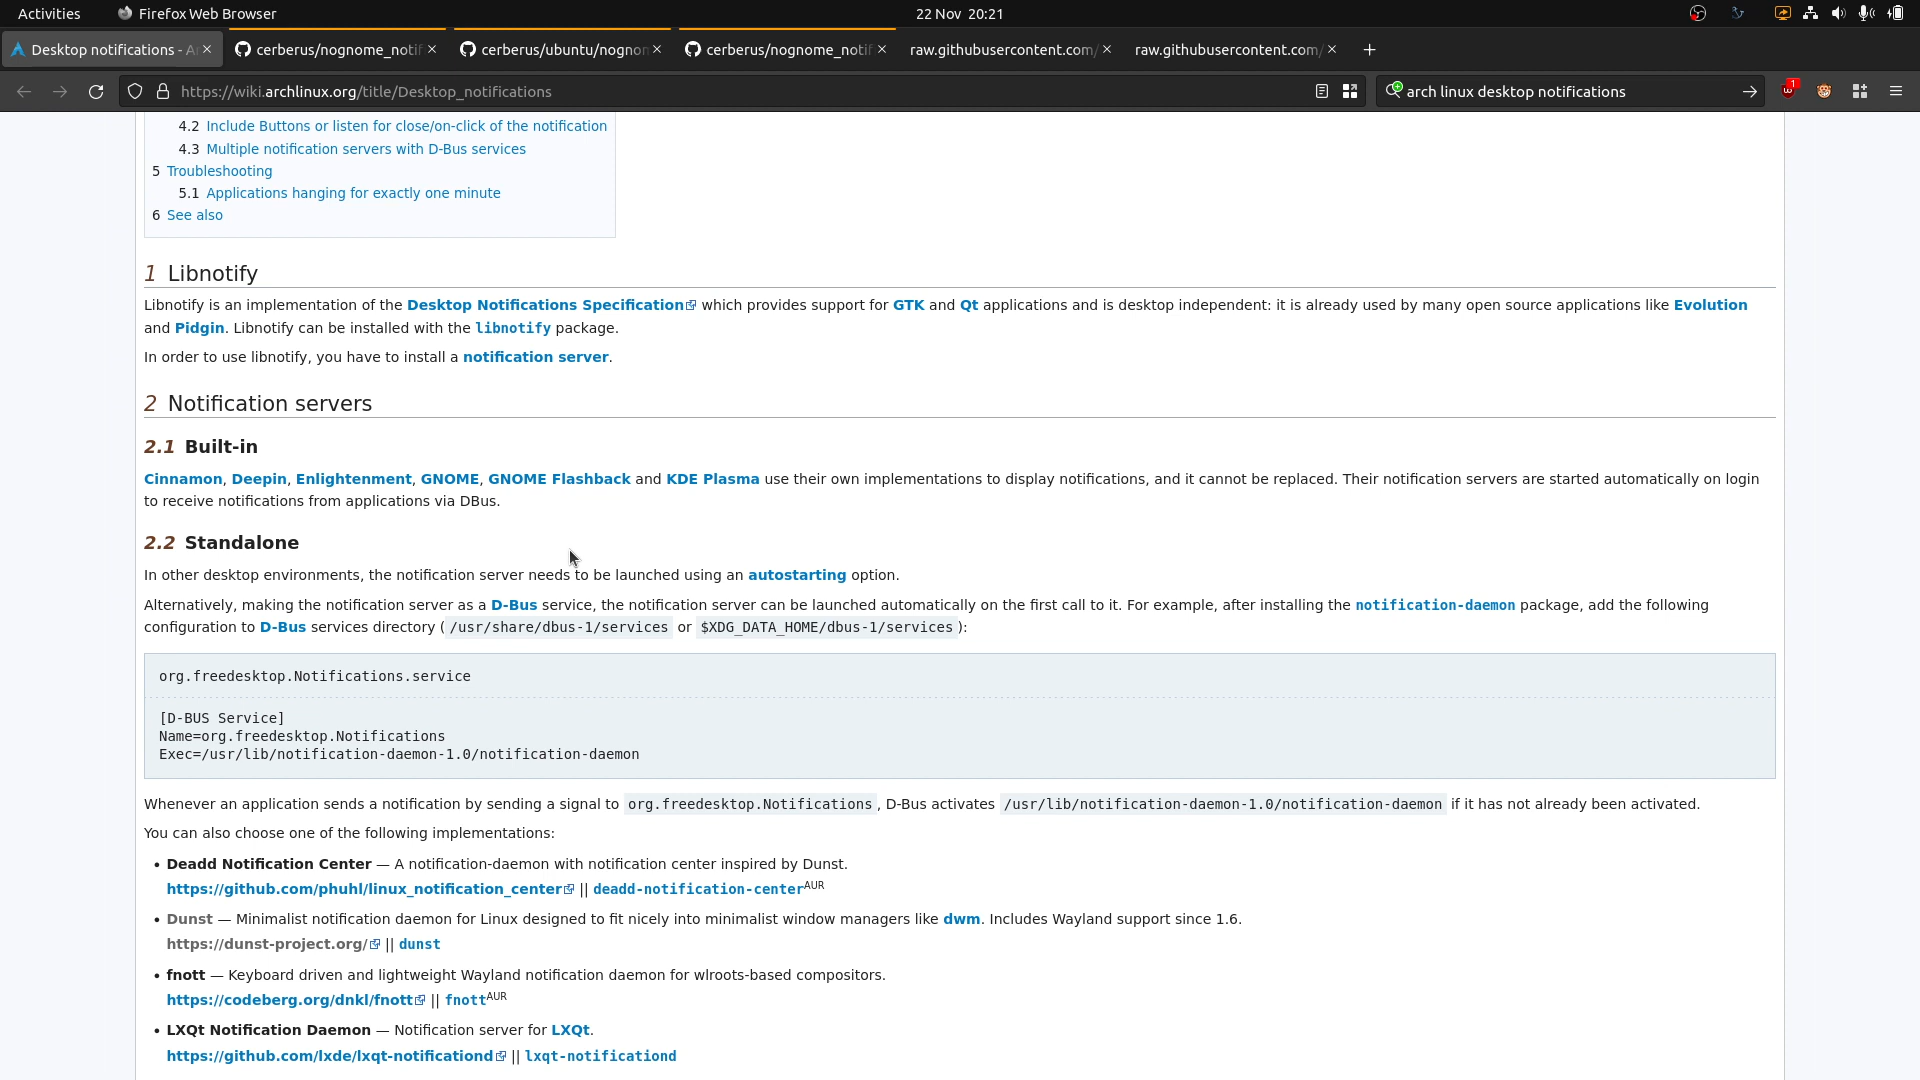 Activities
Firefox Web Browser
22 Nov 20:21
Desktop notifications - A
cerberus/nognome_notif
cerberus/ubuntu/nognon
cerberus/nognome_notif
raw.githubusercontent.com/
raw.githubusercontent.com/
https://wiki.archlinux.org/title/Desktop_notifications
arch linux desktop notifications
1
4.2 Include Buttons or listen for close/on-click of the notification
4.3 Multiple notification servers with D-Bus services
5 Troubleshooting
5.1 Applications hanging for exactly one minute
6 See also
1 Libnotify
Libnotify is an implementation of the Desktop Notifications Specification which provides support for GTK and Qt applications and is desktop independent: it is already used by many open source applications like Evolution
and Pidgin. Libnotify can be installed with the libnotify package.
In order to use libnotify, you have to install a notification server.
2 Notification servers
2.1 Built-in
Cinnamon, Deepin, Enlightenment, GNOME, GNOME Flashback and KDE Plasma use their own implementations to display notifications, and it cannot be replaced. Their notification servers are started automatically on login
to receive notifications from applications via DBus.
2.2 Standalone
In other desktop environments, the notification server needs to be launched using an autostarting option.
Alternatively, making the notification server as a D-Bus service, the notification server can be launched automatically on the first call to it. For example, after installing the notification-daemon package, add the following
configuration to D-Bus services directory ( /usr/share/dbus-1/services or $XDG_DATA_HOME/dbus-1/services ):
org.freedesktop.Notifications.service
[D-BUS Service]
Name=org.freedesktop.Notifications
Exec=/usr/lib/notification-daemon-1.0/notification-daemon
Whenever an application sends a notification by sending a signal to org.freedesktop.Notifications , D-Bus activates /usr/lib/notification-daemon-1.0/notification-daemon if it has not already been activated.
You can also choose one of the following implementations:
• Deadd Notification Center — A notification-daemon with notification center inspired by Dunst.
https://github.com/phuhl/linux_notification_center || deadd-notification-centerAUR
• Dunst — Minimalist notification daemon for Linux designed to fit nicely into minimalist window managers like dwm. Includes Wayland support since 1.6.
https://dunst-project.org/ || dunst
• fnott — Keyboard driven and lightweight Wayland notification daemon for wlroots-based compositors.
https://codeberg.org/dnkl/fnott || fnottAUR
• LXQt Notification Daemon — Notification server for LXQt.
https://github.com/lxde/lxqt-notificationd || lxqt-notificationd